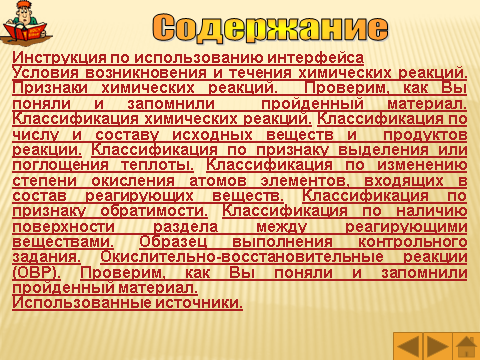 Содержание
Инструкция по использованию интерфейса
Условия возникновения и течения химических реакций.
Признаки химических реакций. Проверим, как Вы
поняли и запомнили пройденный материал.
Классификация химических реакций. Классификация по
числу и составу исходных веществ и продуктов
реакции. Классификация по признаку выделения или
поглощения теплоты. Классификация по изменению
степени окисления атомов элементов, входящих в
состав реагирующих веществ. Классификация по
признаку обратимости. Классификация по наличию
поверхности раздела между реагирующими
веществами. Образец выполнения контрольного
задания. Окислительно-восстановительные реакции
(ОВР). Проверим, как Вы поняли и запомнили
пройденный материал.
Использованные источники.